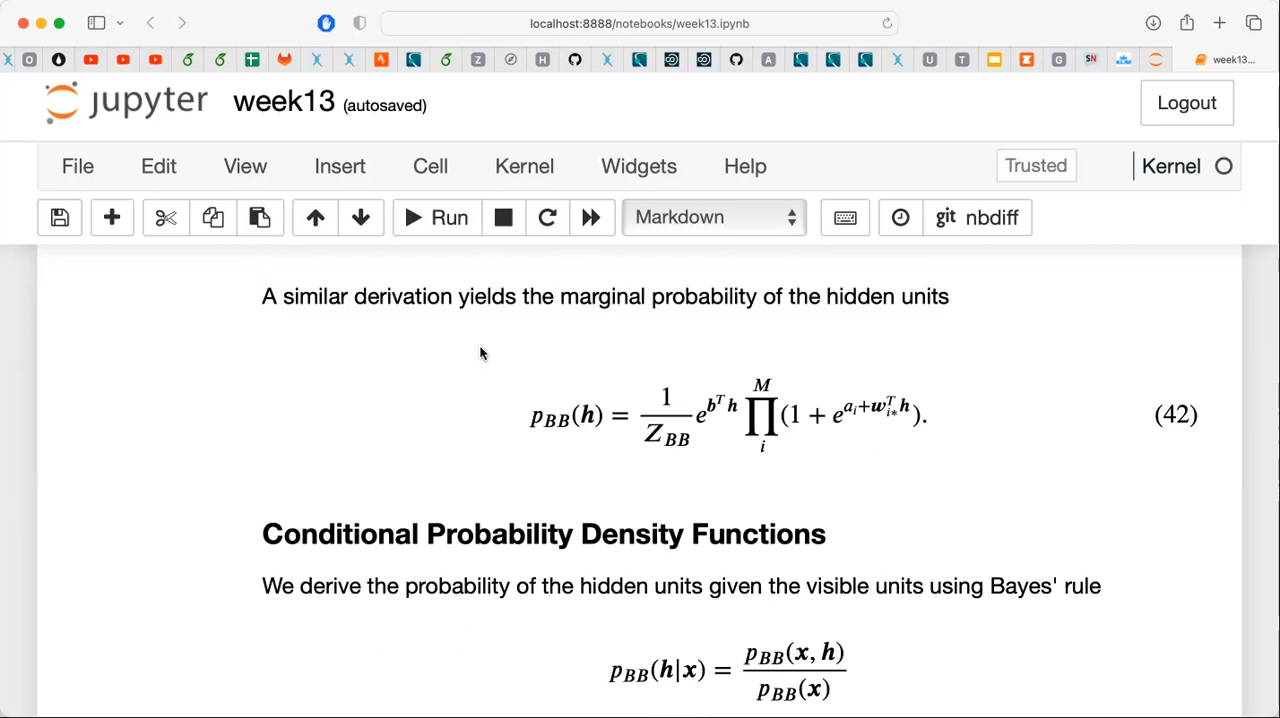 localhost:8888/notebooks/week13.ipynb
week13...
jupyter week13 (autosaved)
Logout
File Edit View Insert Cell Kernel Widgets Help Trusted Kernel
Run Markdown git nbdiff
A similar derivation yields the marginal probability of the hidden units
p_{BB}(h) = \frac{1}{Z_{BB}} e^{b^T h} \prod_i^M (1 + e^{a_i + w_{i*}^T h}). (42)
Conditional Probability Density Functions
We derive the probability of the hidden units given the visible units using Bayes' rule
p_{BB}(h|x) = \frac{p_{BB}(x, h)}{p_{BB}(x)}